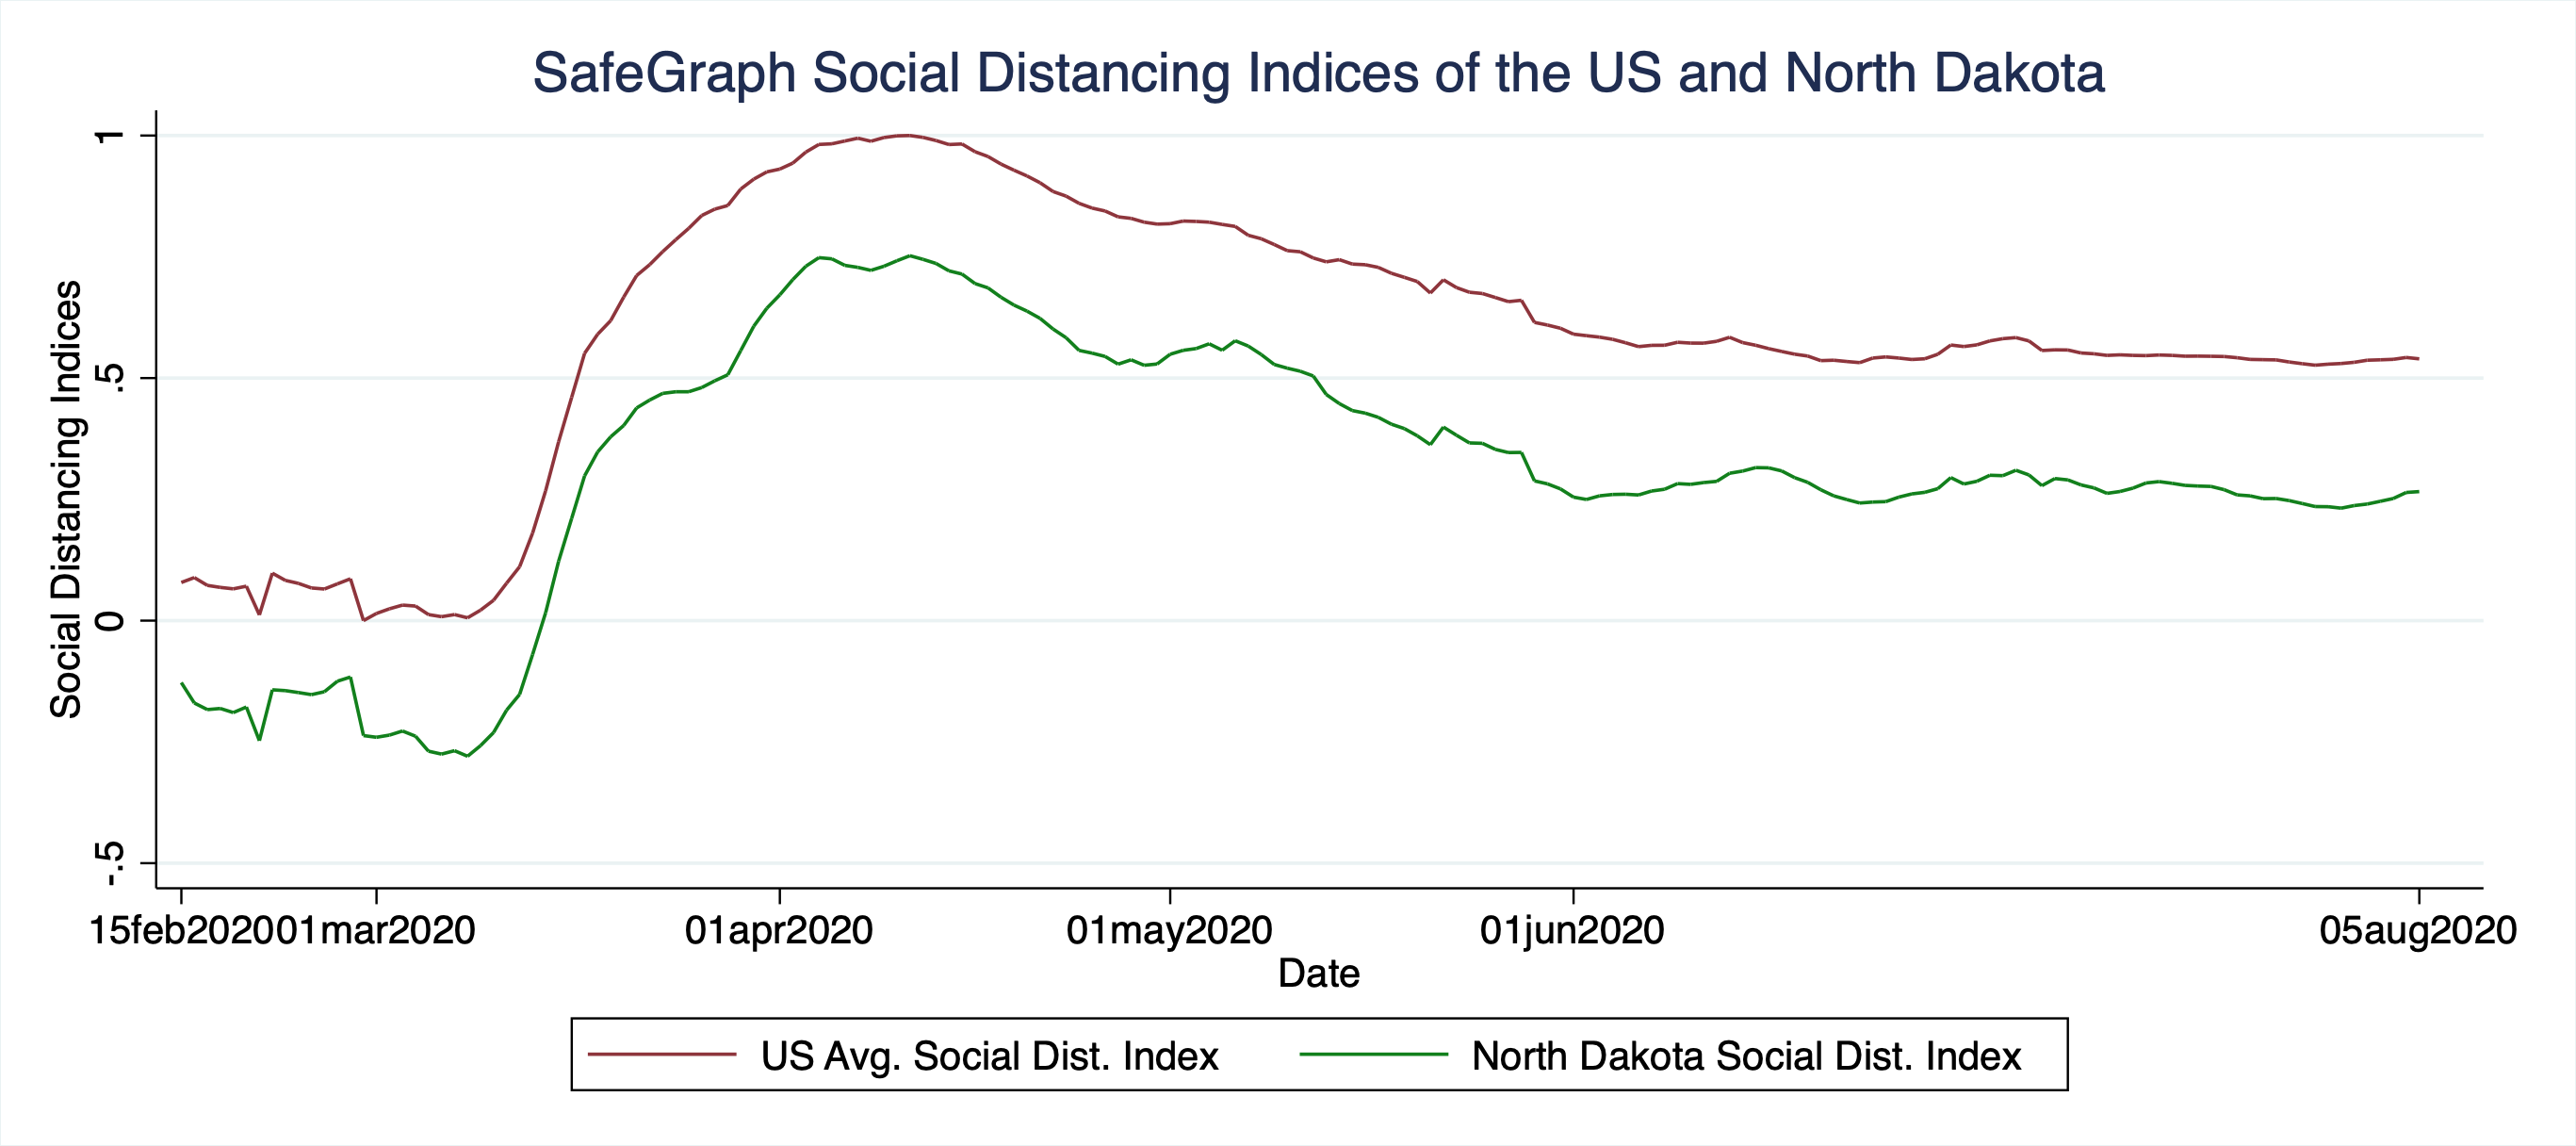 SafeGraph Social Distancing Indices of the US and North Dakota
Social Distancing Indices
1
.5
0
-.5
15feb2020 01mar2020 01apr2020 01may2020 01jun2020 05aug2020
Date
US Avg. Social Dist. Index North Dakota Social Dist. Index